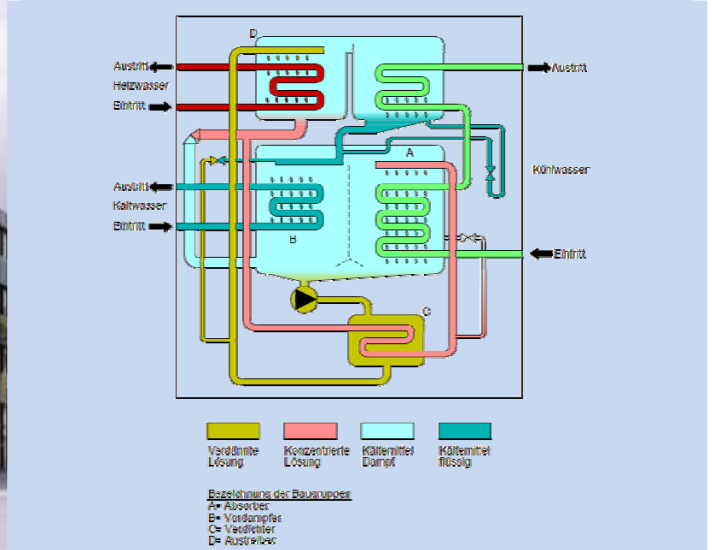 D
Austritt
Heizwasser
Eintritt
Austritt
A
Kühlwasser
Austritt
Kaltwasser
Eintritt
B
Eintritt
C
Verdünnte
Lösung
Konzentrierte
Lösung
Kältemittel
Dampf
Kältemittel
flüssig
Bezeichnung der Baugruppen
A= Absorber
B= Verdampfer
C= Verdichter
D= Austreiber